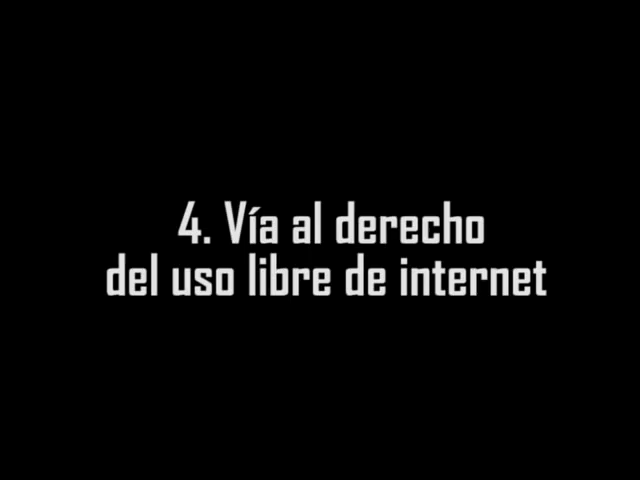 4. Vía al derecho
del uso libre de internet